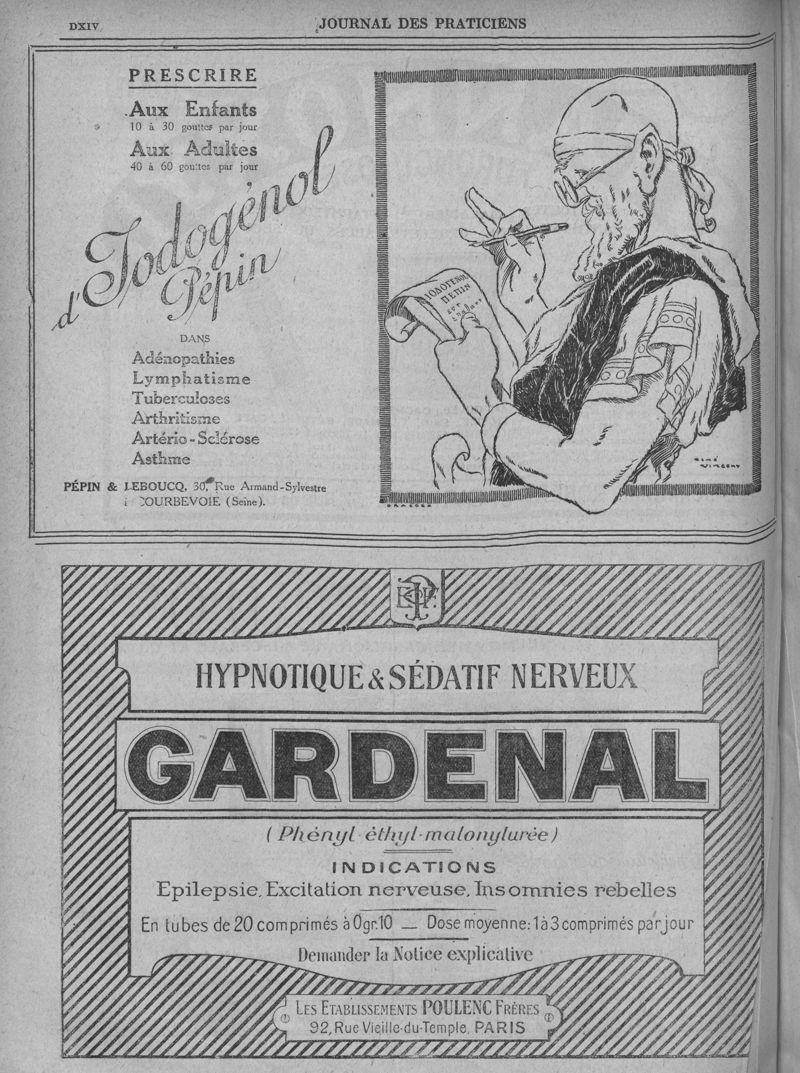 DXIV
JOURNAL DES PRATICIENS
PRESCRIRE
Aux Enfants
10 à 30 gouttes par jour
Aux Adultes
40 à 60 gouttes par jour
d'Iodogénol
Pépin
DANS
Adénopathies
Lymphatisme
Tuberculoses
Arthritisme
Artério-Sclérose
Asthme
PÉPIN & LEBOUCQ, 30, Rue Armand-Sylvestre
à COURBEVOIE (Seine).
ΙΟΔΟΓΕΝΟΛ
ΠΕΠΙΝ
RENÉ
VINCENT
DRAEGER
E P F.
HYPNOTIQUE & SÉDATIF NERVEUX
GARDENAL
(Phényl-éthyl-malonylurée)
INDICATIONS
Epilepsie, Excitation nerveuse, Insomnies rebelles
En tubes de 20 comprimés à 0gr.10 — Dose moyenne: 1 à 3 comprimés par jour
Demander la Notice explicative
LES ETABLISSEMENTS POULENC FRÈRES
92, Rue Vieille-du-Temple, PARIS